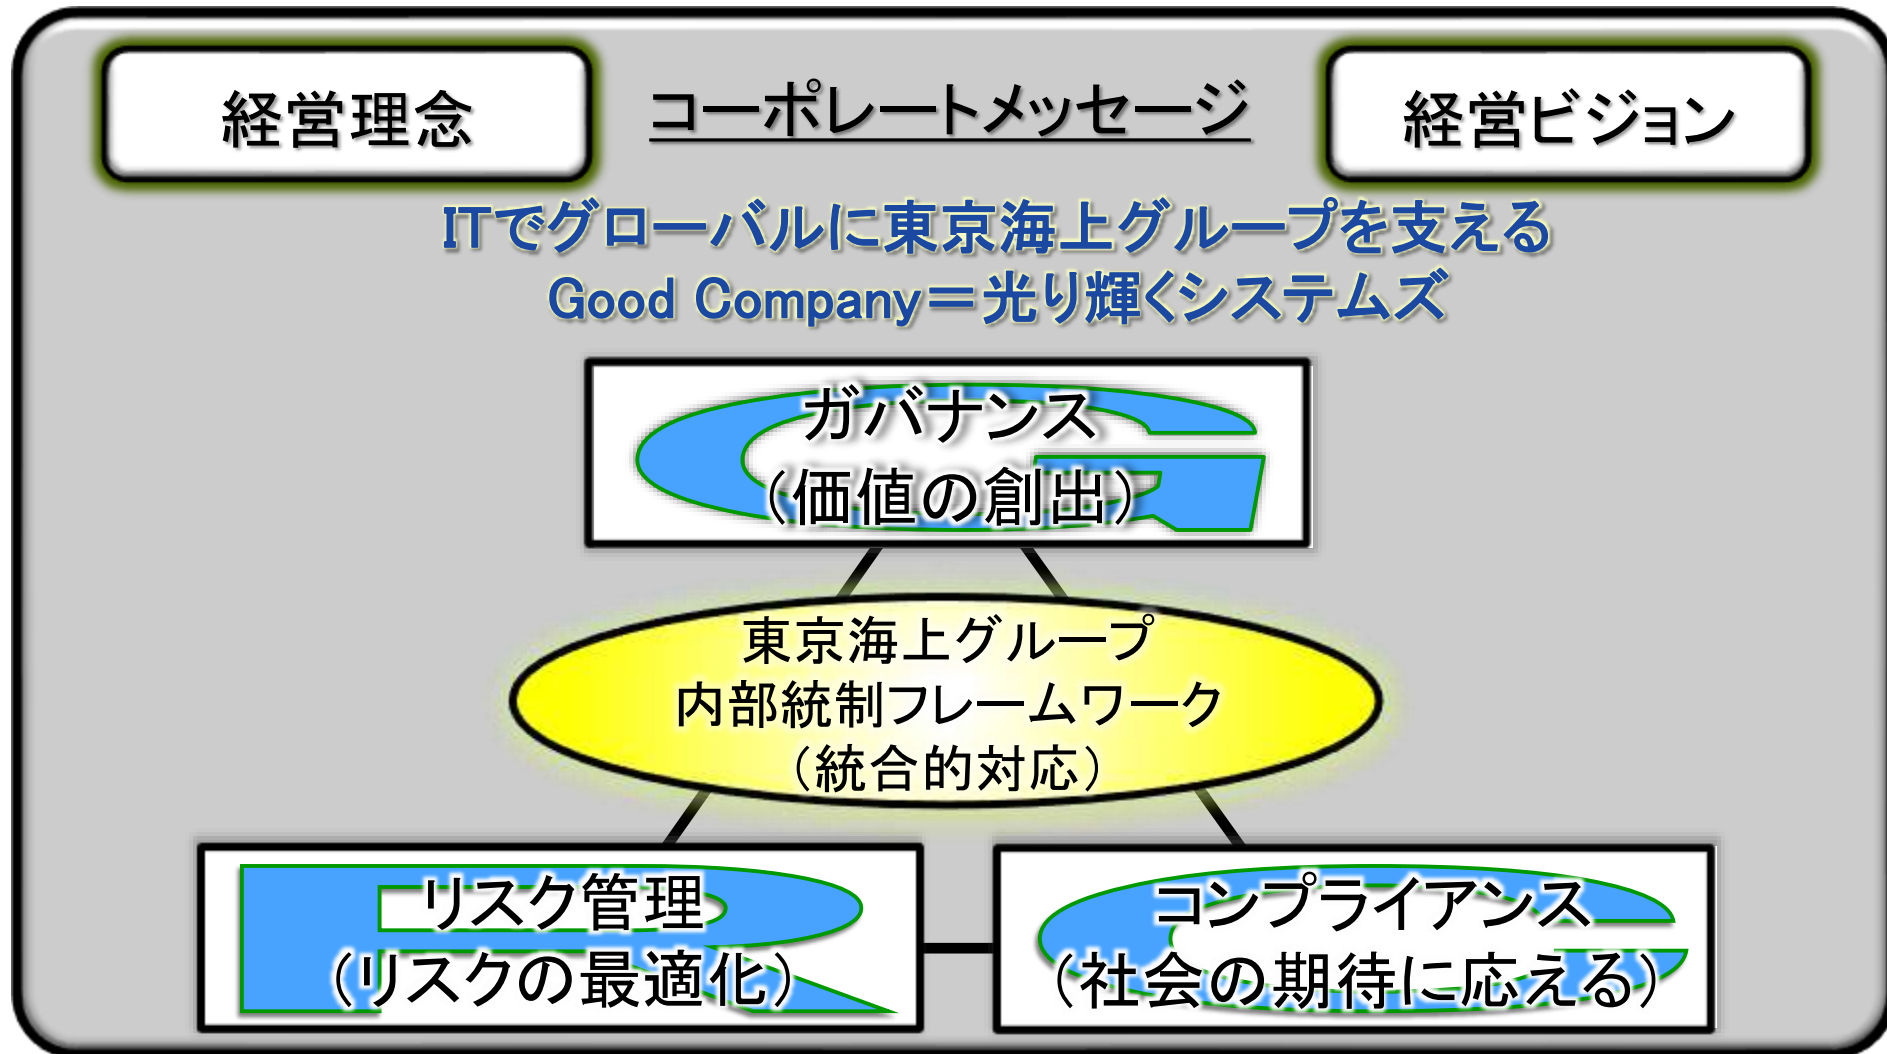 経営理念
コーポレートメッセージ
経営ビジョン
ITでグローバルに東京海上グループを支える
Good Company＝光り輝くシステムズ
G
ガバナンス
（価値の創出）
東京海上グループ
内部統制フレームワーク
（統合的対応）
R
リスク管理
（リスクの最適化）
C
コンプライアンス
（社会の期待に応える）